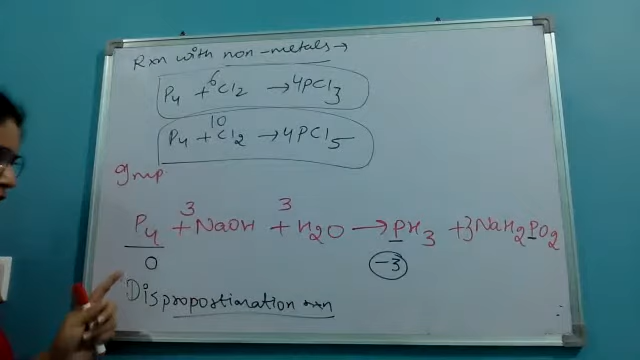 Rxn with non-metals →
P₄ + 6Cl₂ → 4PCl₃
P₄ + 10Cl₂ → 4PCl₅
gmp
P₄ + 3NaOH + 3H₂O → PH₃ + 3NaH₂PO₂
0 -3
Disproportionation rxn